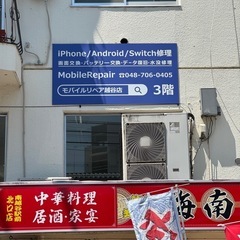 iPhone/Android/Switch修理
画面交換・バッテリー交換・データ復旧・水没修理
MobileRepair ☎048-706-0405
モバイルリペア越谷店 3階
南越谷駅前
北口店
中華料理
居酒・家宴
海南